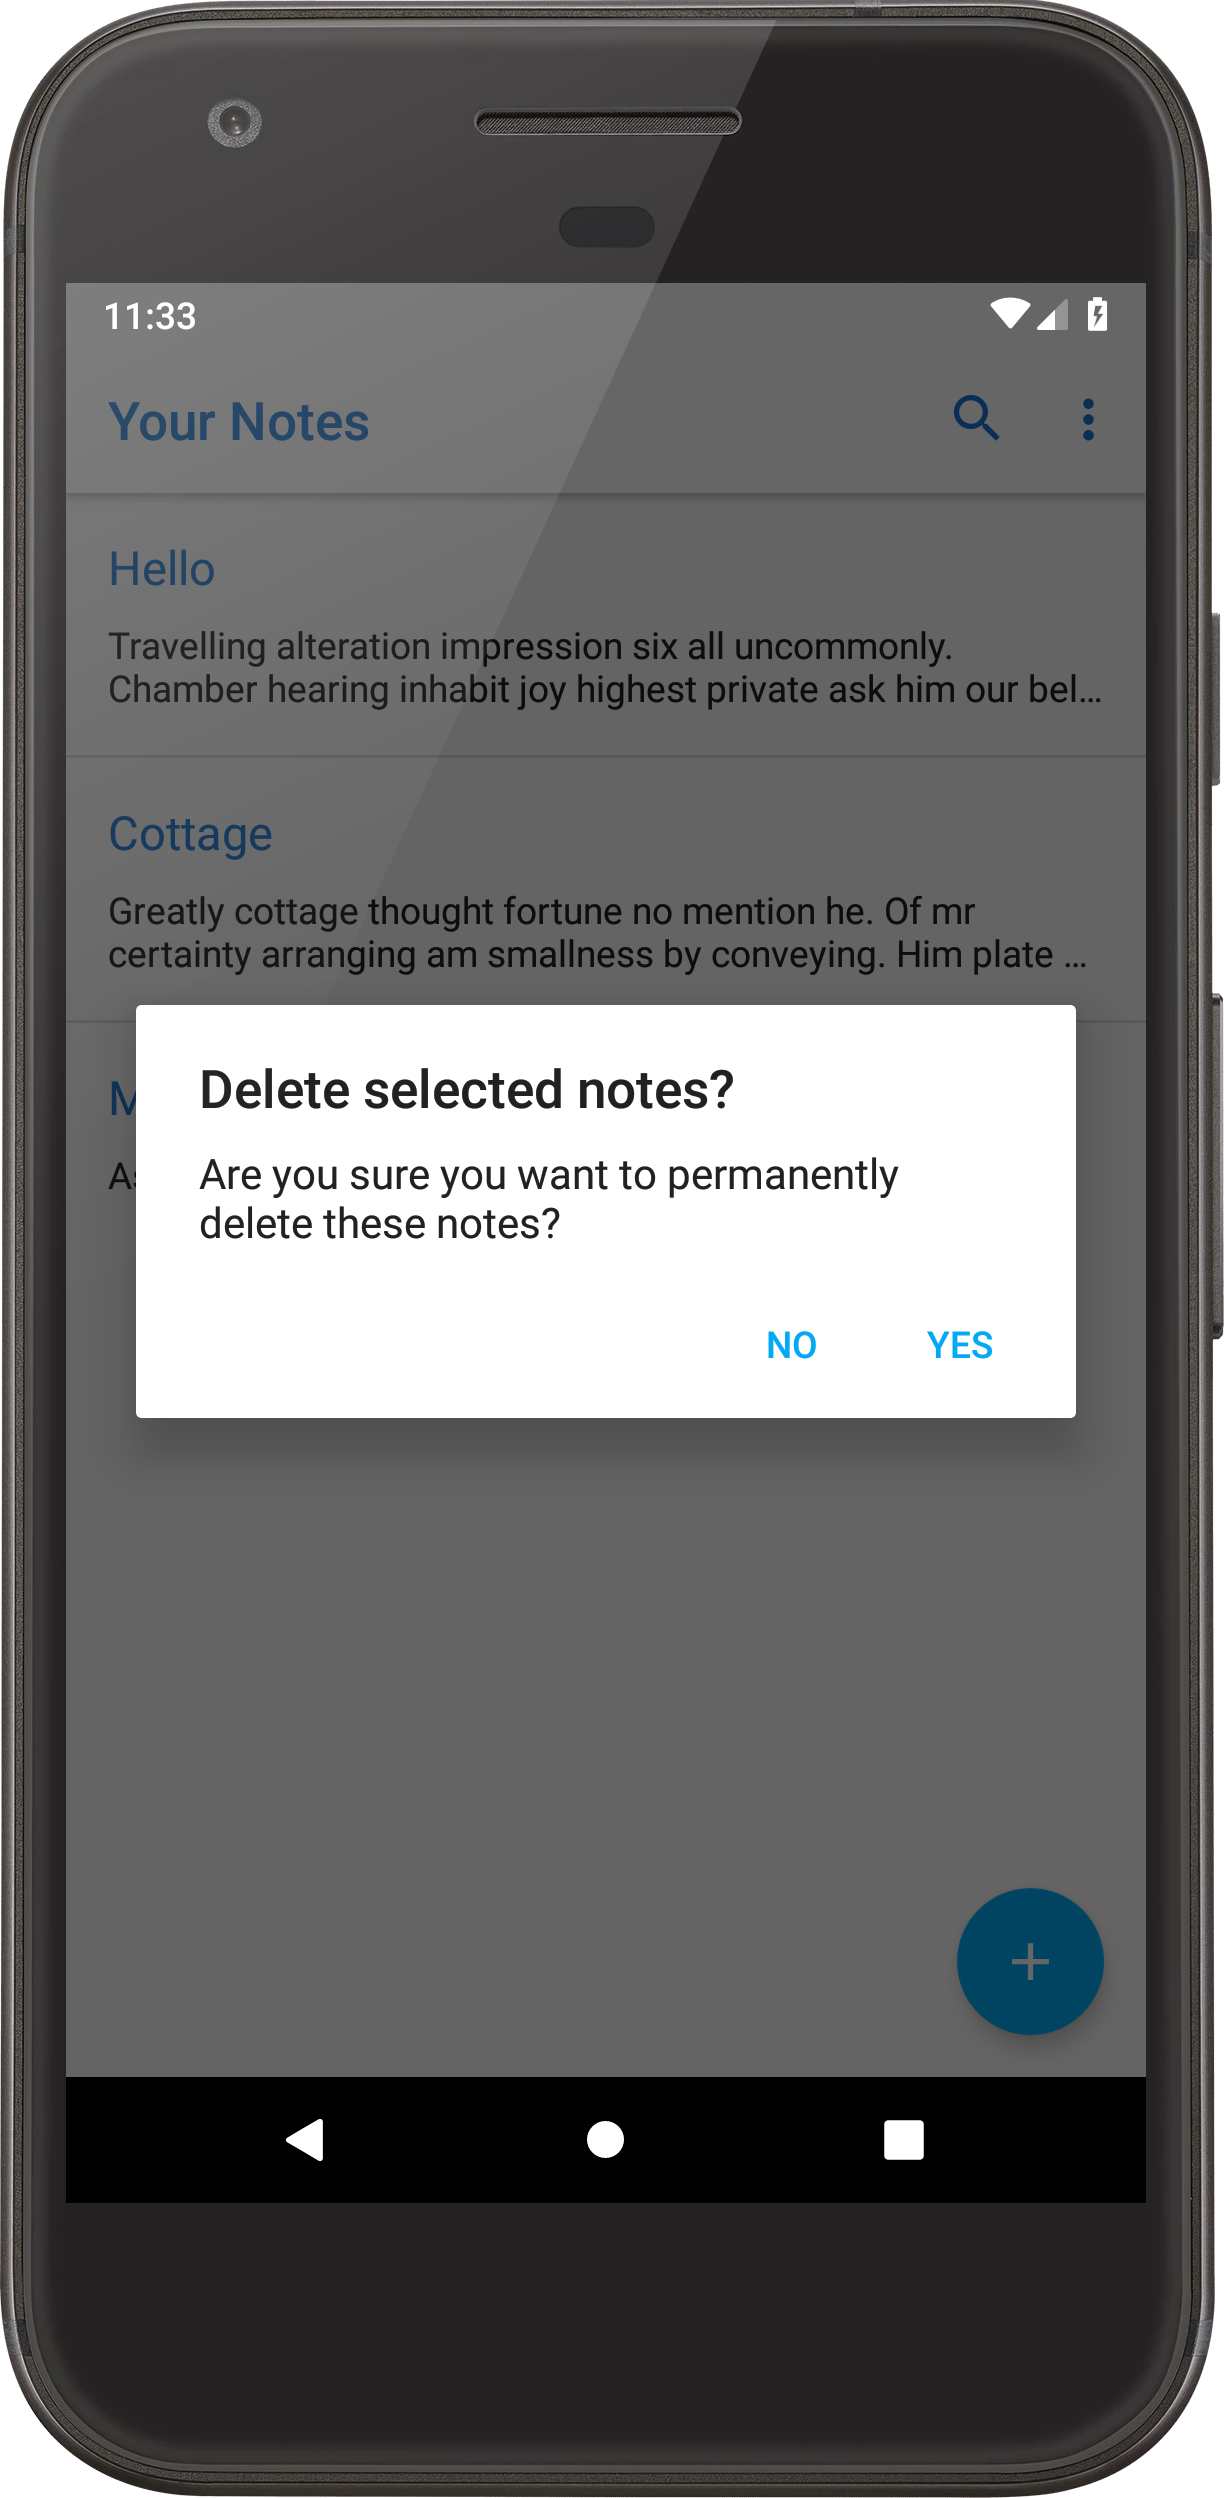 11:33
Your Notes
Hello
Travelling alteration impression six all uncommonly.
Chamber hearing inhabit joy highest private ask him our bel...
Cottage
Greatly cottage thought fortune no mention he. Of mr
certainty arranging am smallness by conveying. Him plate ...
Delete selected notes?
Are you sure you want to permanently
delete these notes?
NO YES